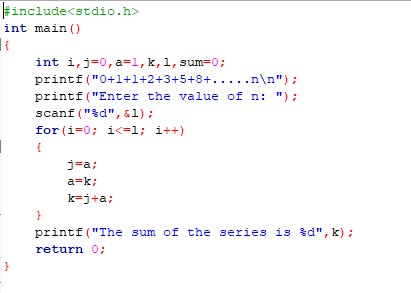 #include<stdio.h>
int main()
{
int i,j=0,a=1,k,l,sum=0;
printf("0+1+1+2+3+5+8+.....n\n");
printf("Enter the value of n: ");
scanf("%d",&l);
for(i=0; i<=l; i++)
{
j=a;
a=k;
k=j+a;
}
printf("The sum of the series is %d",k);
return 0;
}